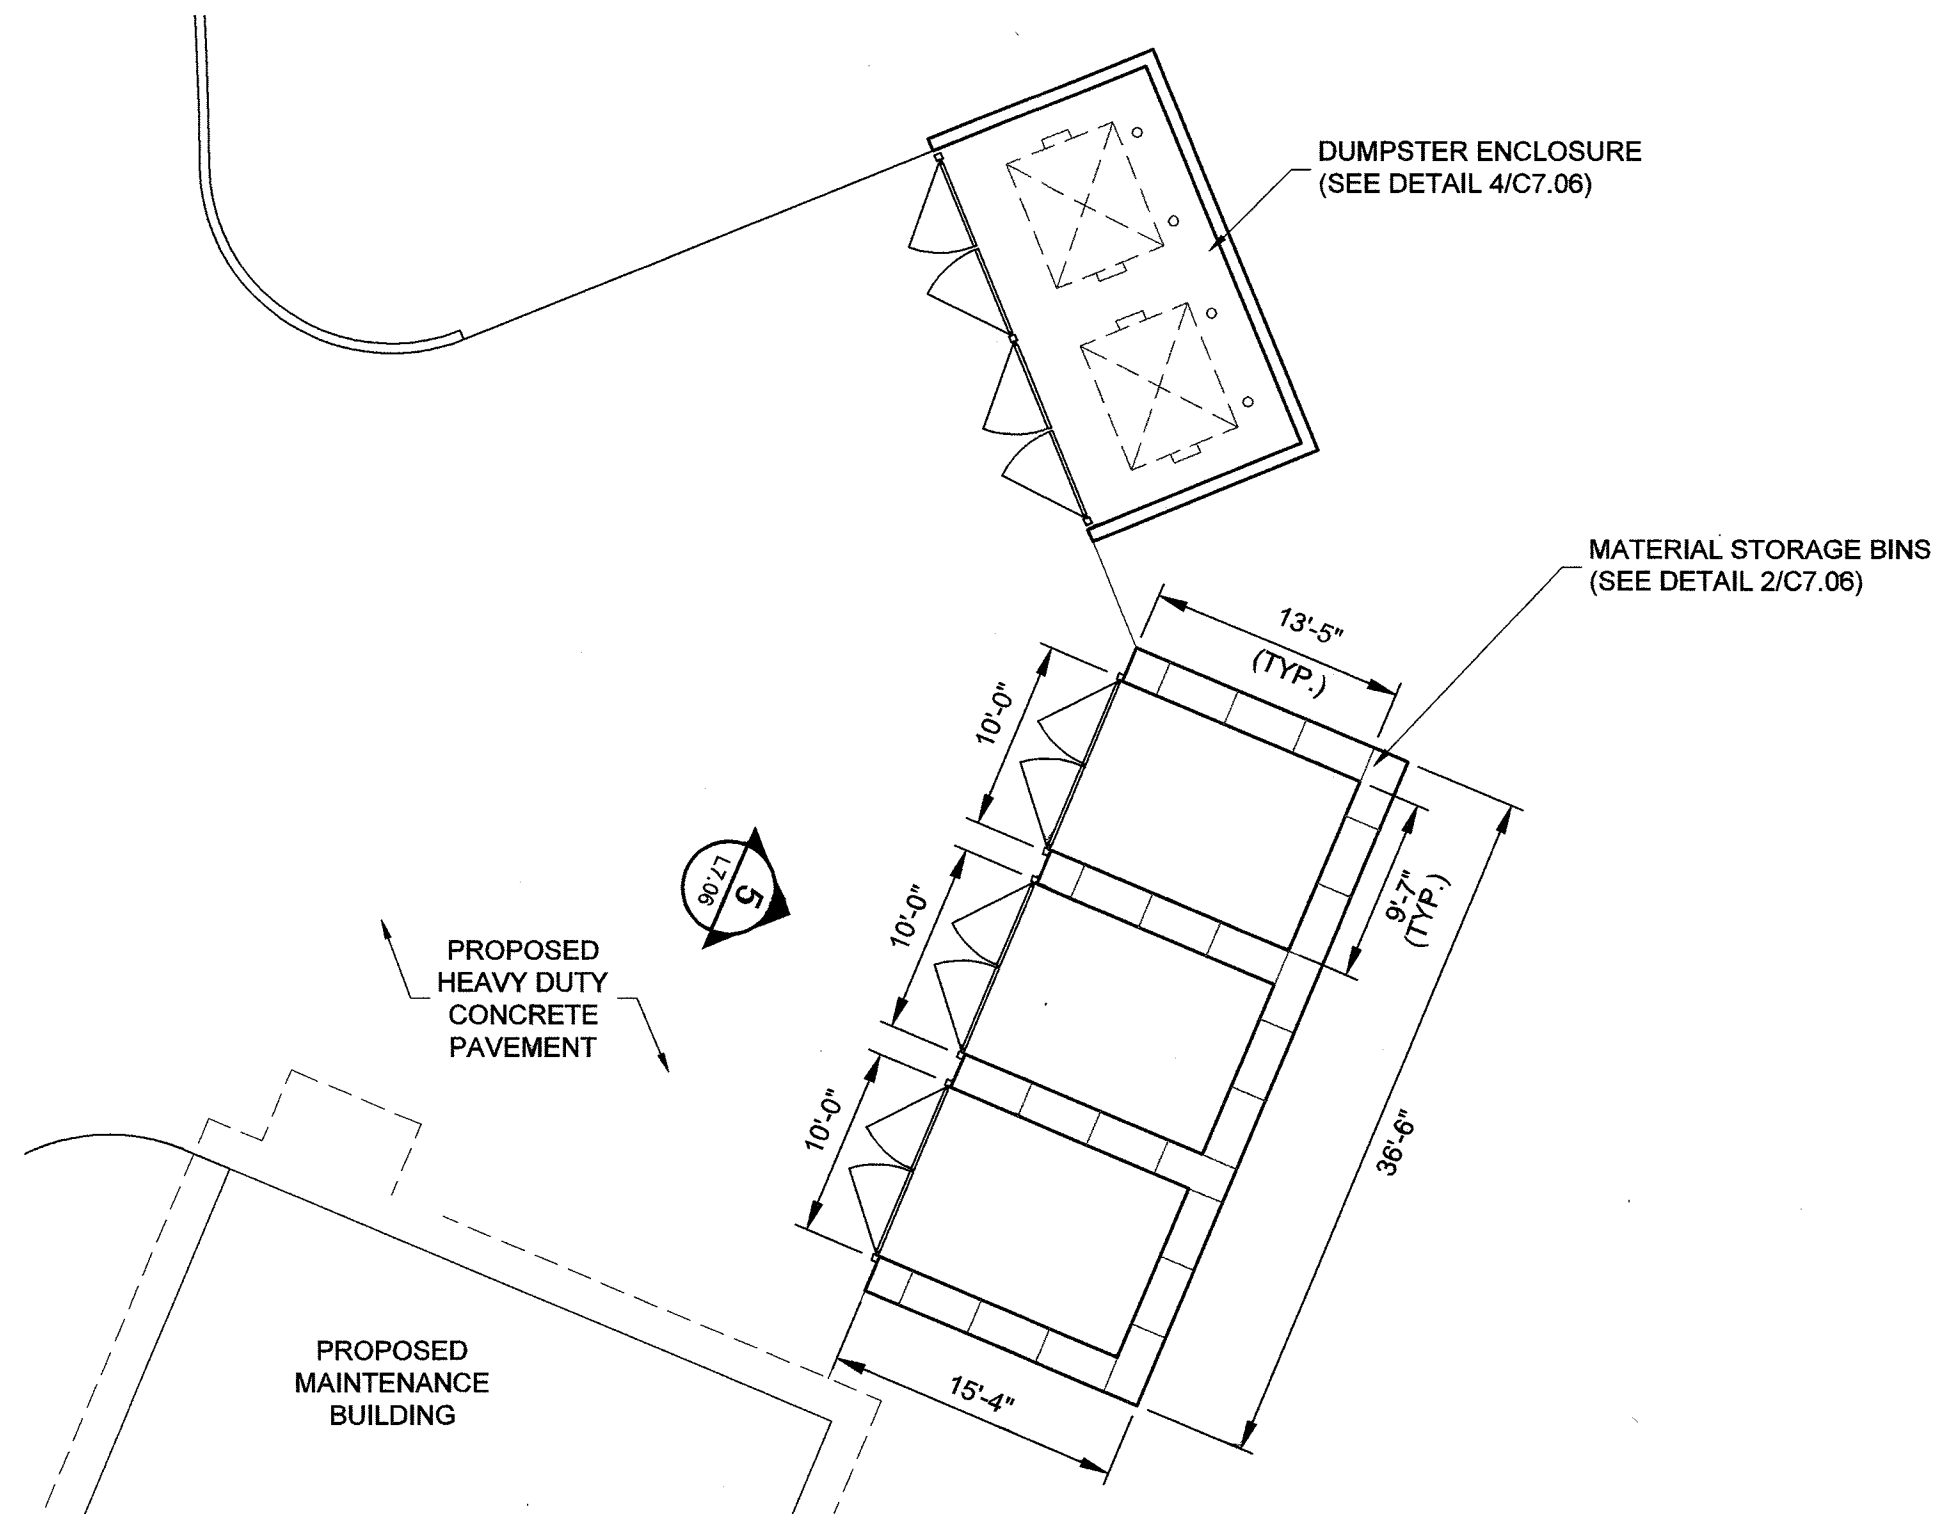 DUMPSTER ENCLOSURE
(SEE DETAIL 4/C7.06)
MATERIAL STORAGE BINS
(SEE DETAIL 2/C7.06)
13'-5"
(TYP.)
10'-0"
9'-7"
(TYP.)
5
L7.06
10'-0"
PROPOSED
HEAVY DUTY
CONCRETE
PAVEMENT
10'-0"
36'-6"
15'-4"
PROPOSED
MAINTENANCE
BUILDING